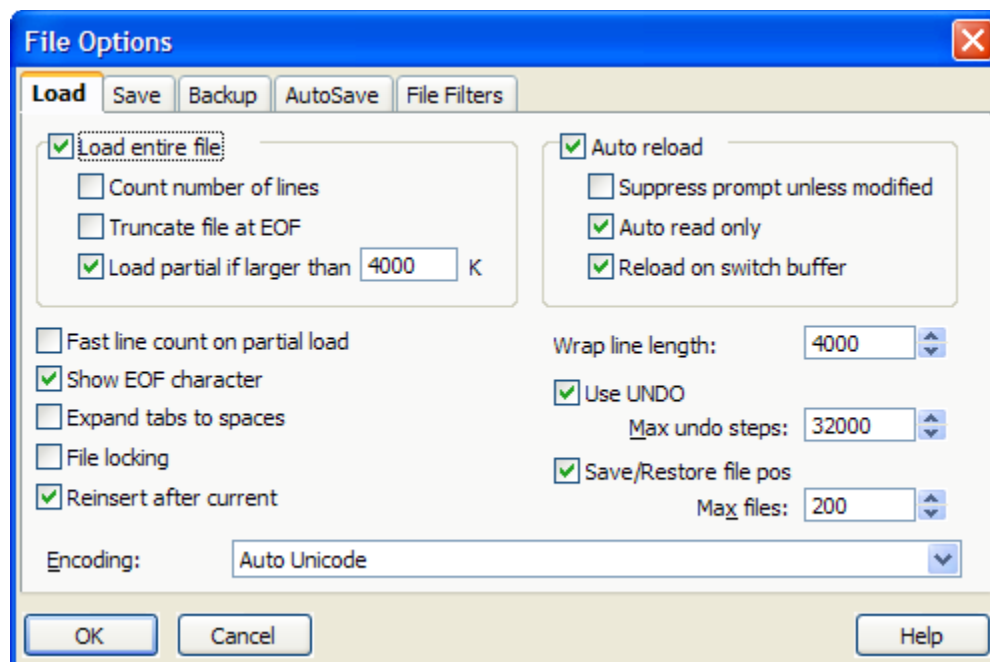 File Options
Load Save Backup AutoSave File Filters
Load entire file
Count number of lines
Truncate file at EOF
Load partial if larger than 4000 K
Auto reload
Suppress prompt unless modified
Auto read only
Reload on switch buffer
Fast line count on partial load
Show EOF character
Expand tabs to spaces
File locking
Reinsert after current
Wrap line length: 4000
Use UNDO
Max undo steps: 32000
Save/Restore file pos
Max files: 200
Encoding: Auto Unicode
OK Cancel Help